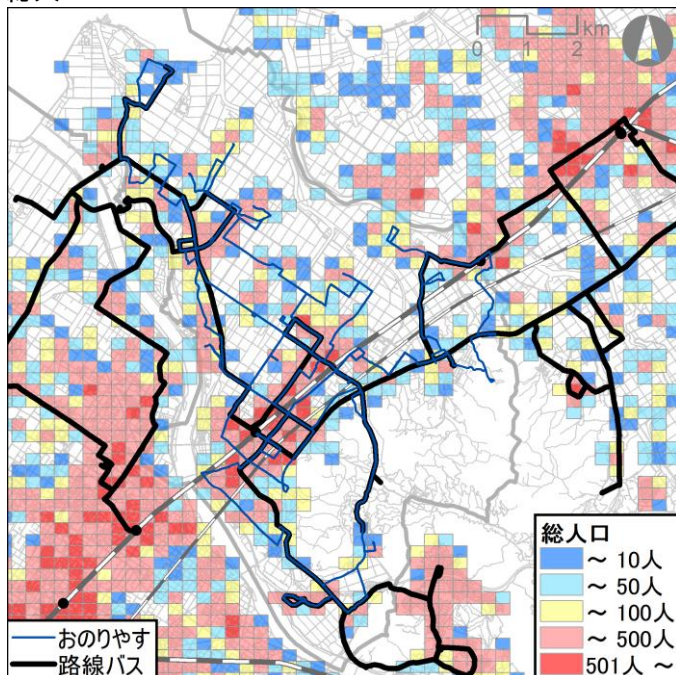 km
0 1 2
総人口
～ 10人
～ 50人
～ 100人
～ 500人
501人 ～
おのりやす
路線バス